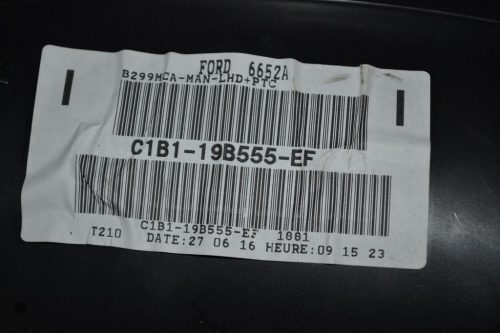 FORD 6652A
B299MCA-MAN-LHD+PTC
C1B1-19B555-EF
C1B1-19B555-EF 1881
T210 DATE:27 06 16 HEURE:09 15 23